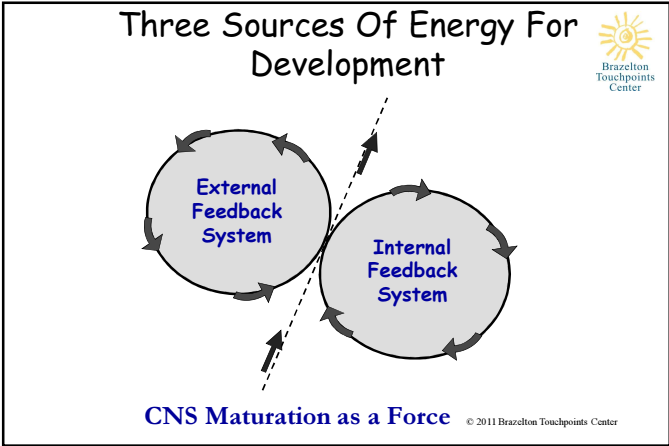 Three Sources Of Energy For
Development
Brazelton
Touchpoints
Center
External
Feedback
System
Internal
Feedback
System
CNS Maturation as a Force
© 2011 Brazelton Touchpoints Center